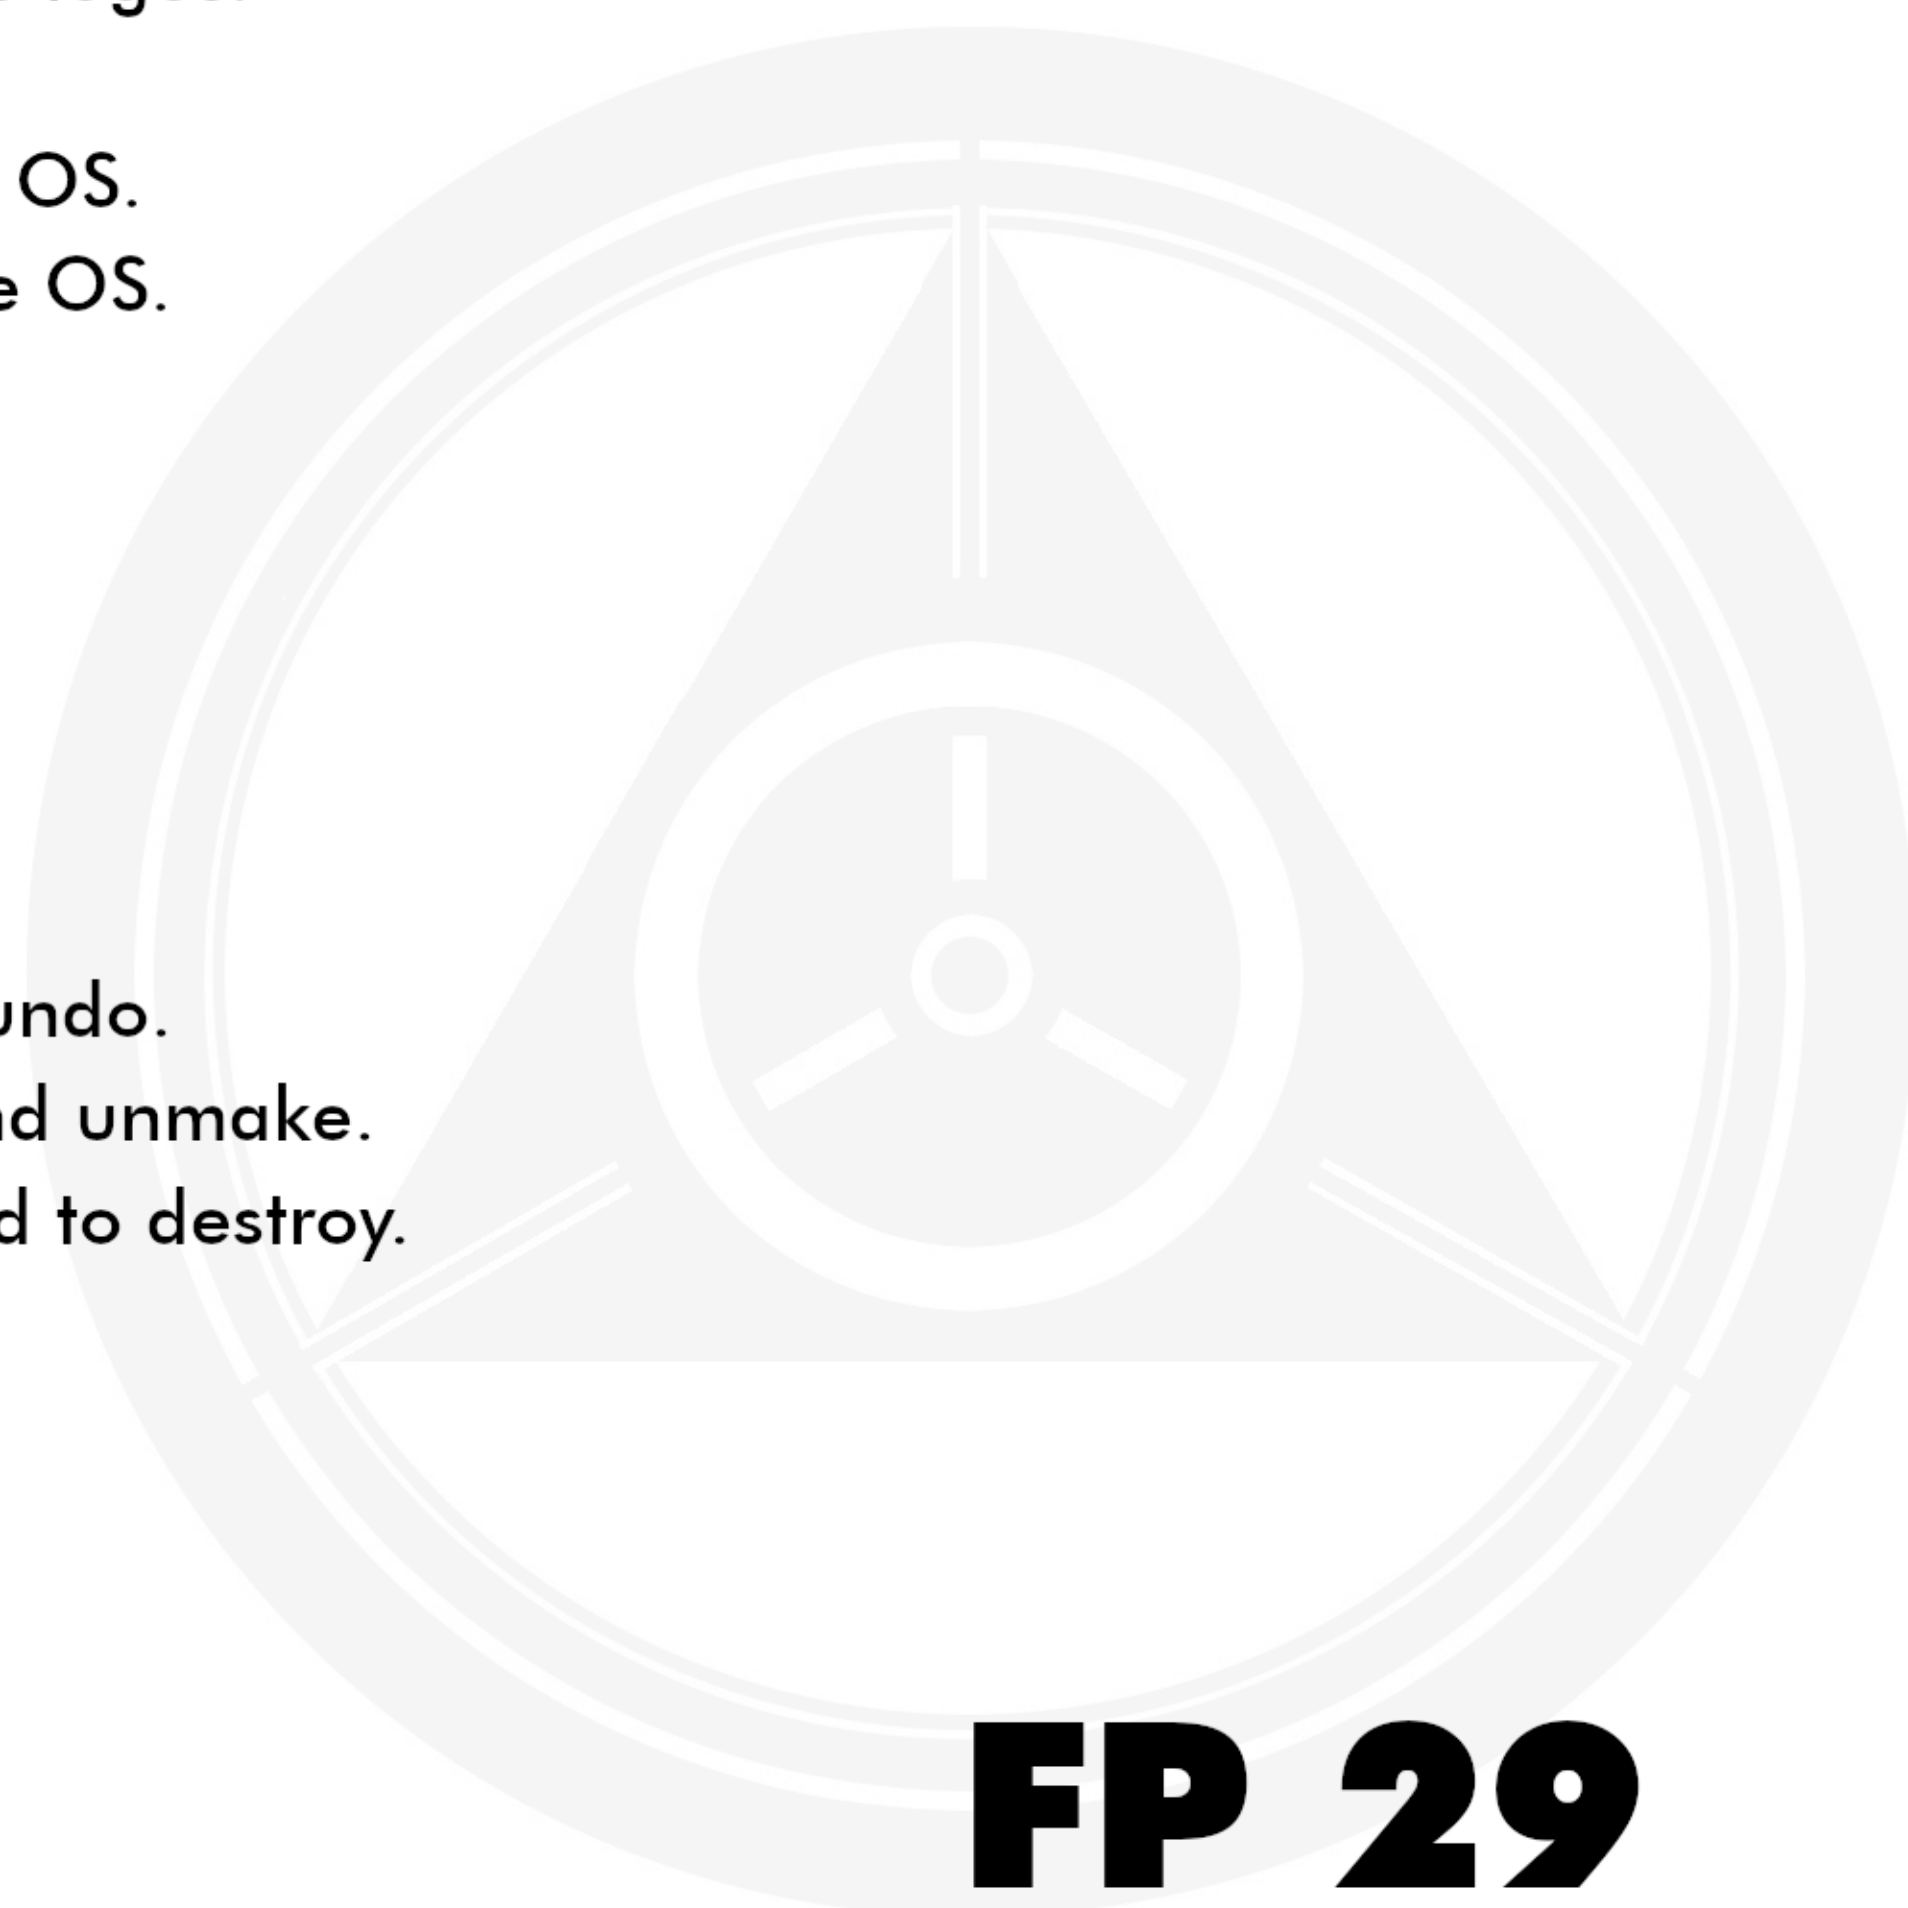 OS.
e OS.
undo.
nd unmake.
d to destroy.
FP 29